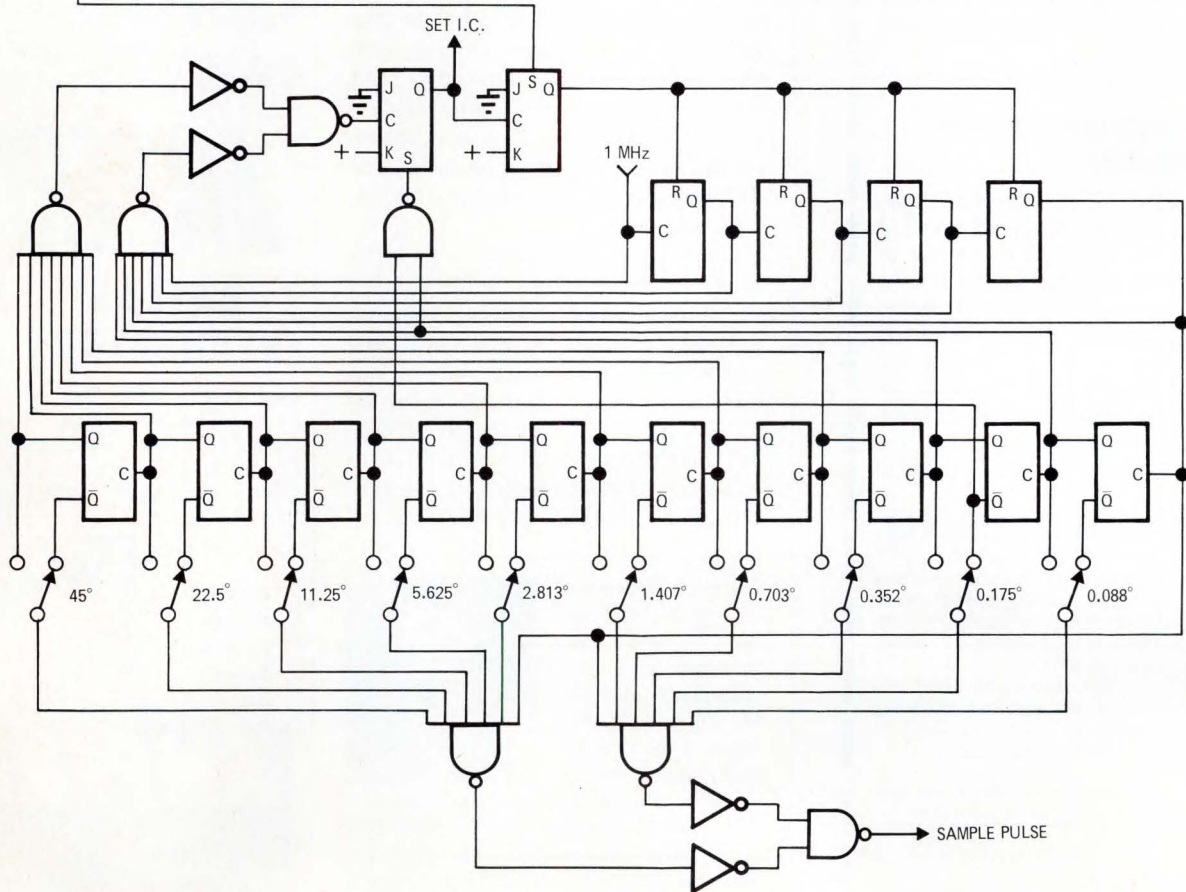 SET I.C.
J S Q
J Q
C
C
K
+ K
+
S
1 MHz
R Q
R Q
R Q
R Q
C
C
C
C
Q
Q
Q
Q
Q
Q
Q
Q
Q
Q
C
C
C
C
C
C
C
C
C
C
Q̅
Q̅
Q̅
Q̅
Q̅
Q̅
Q̅
Q̅
Q̅
Q̅
45°
22.5°
11.25°
5.625°
2.813°
1.407°
0.703°
0.352°
0.175°
0.088°
SAMPLE PULSE